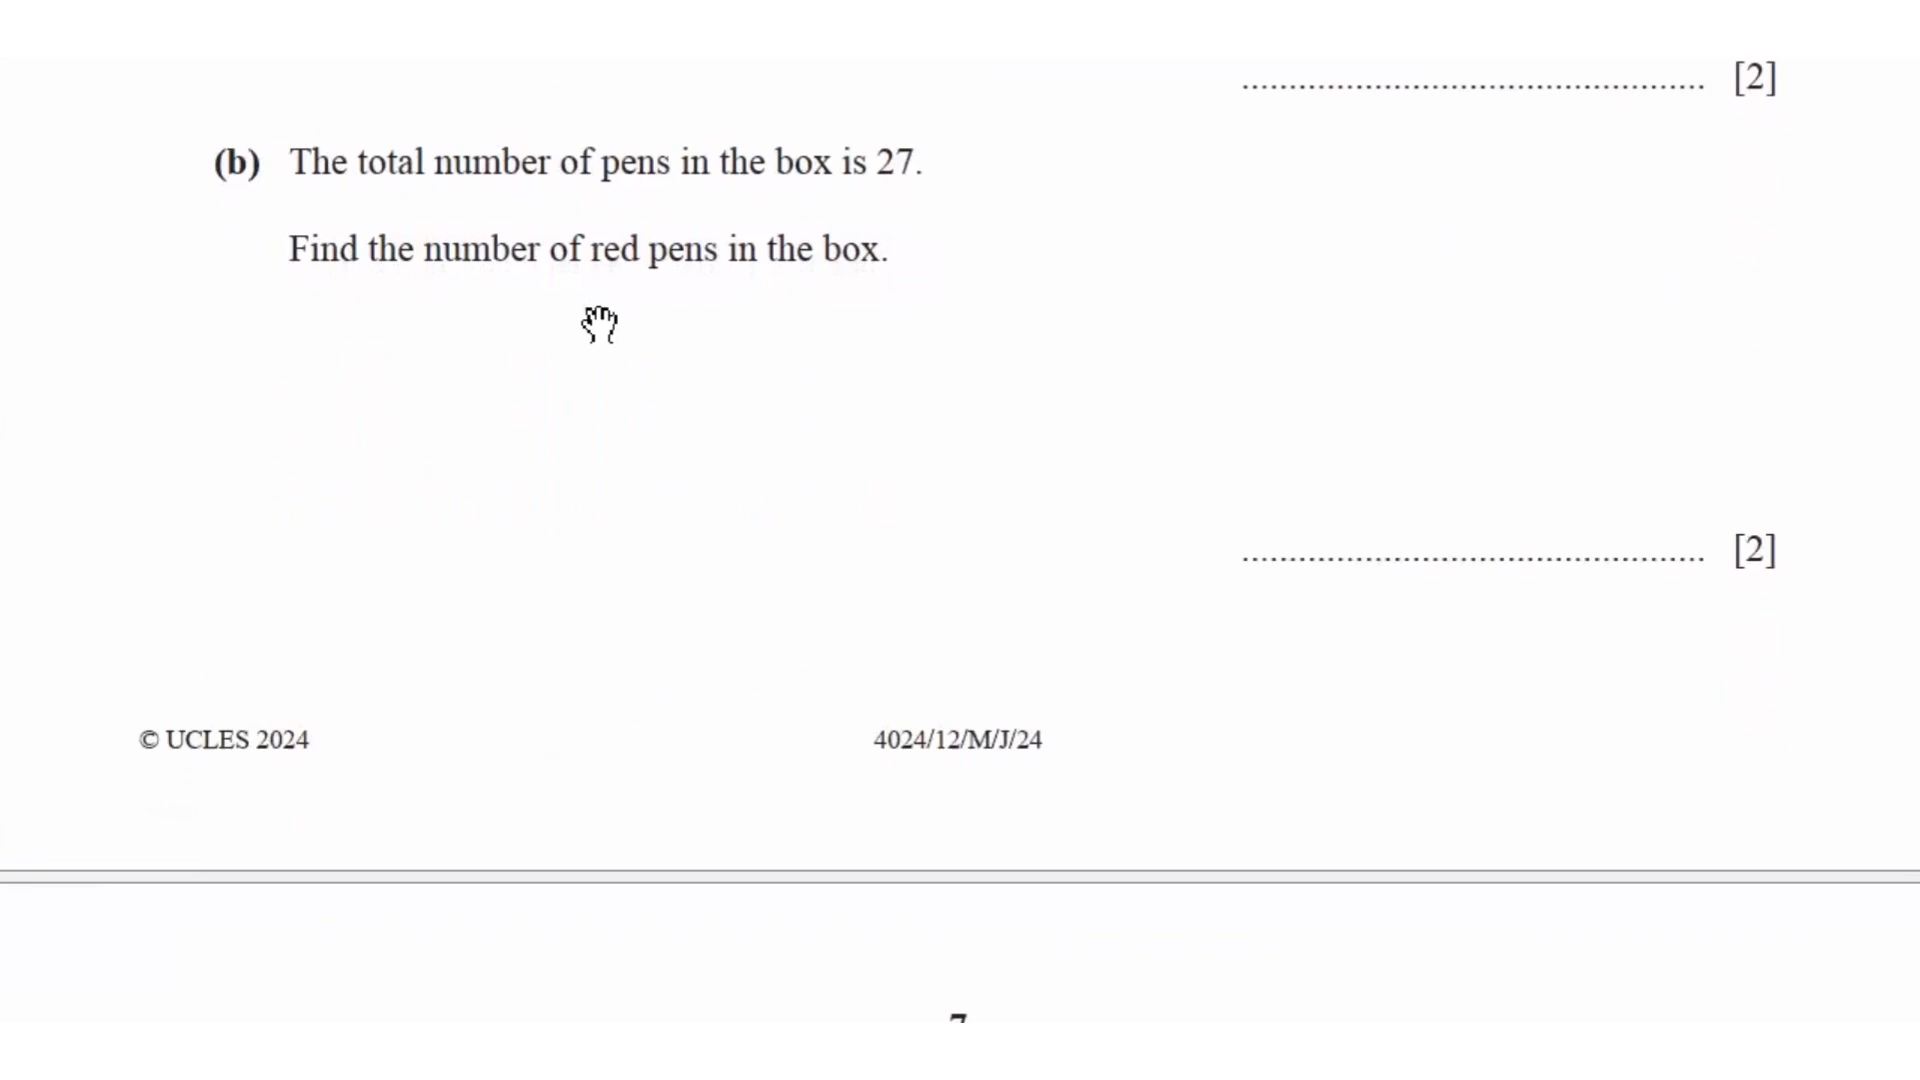 .................................................. [2]
(b) The total number of pens in the box is 27.
Find the number of red pens in the box.
.................................................. [2]
© UCLES 2024 4024/12/M/J/24
7